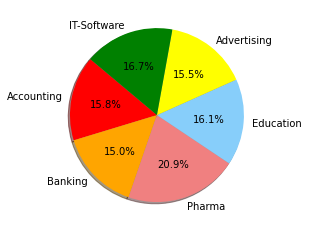 IT-Software
Advertising
16.7%
15.5%
Accounting
15.8%
16.1%
Education
15.0%
20.9%
Banking
Pharma